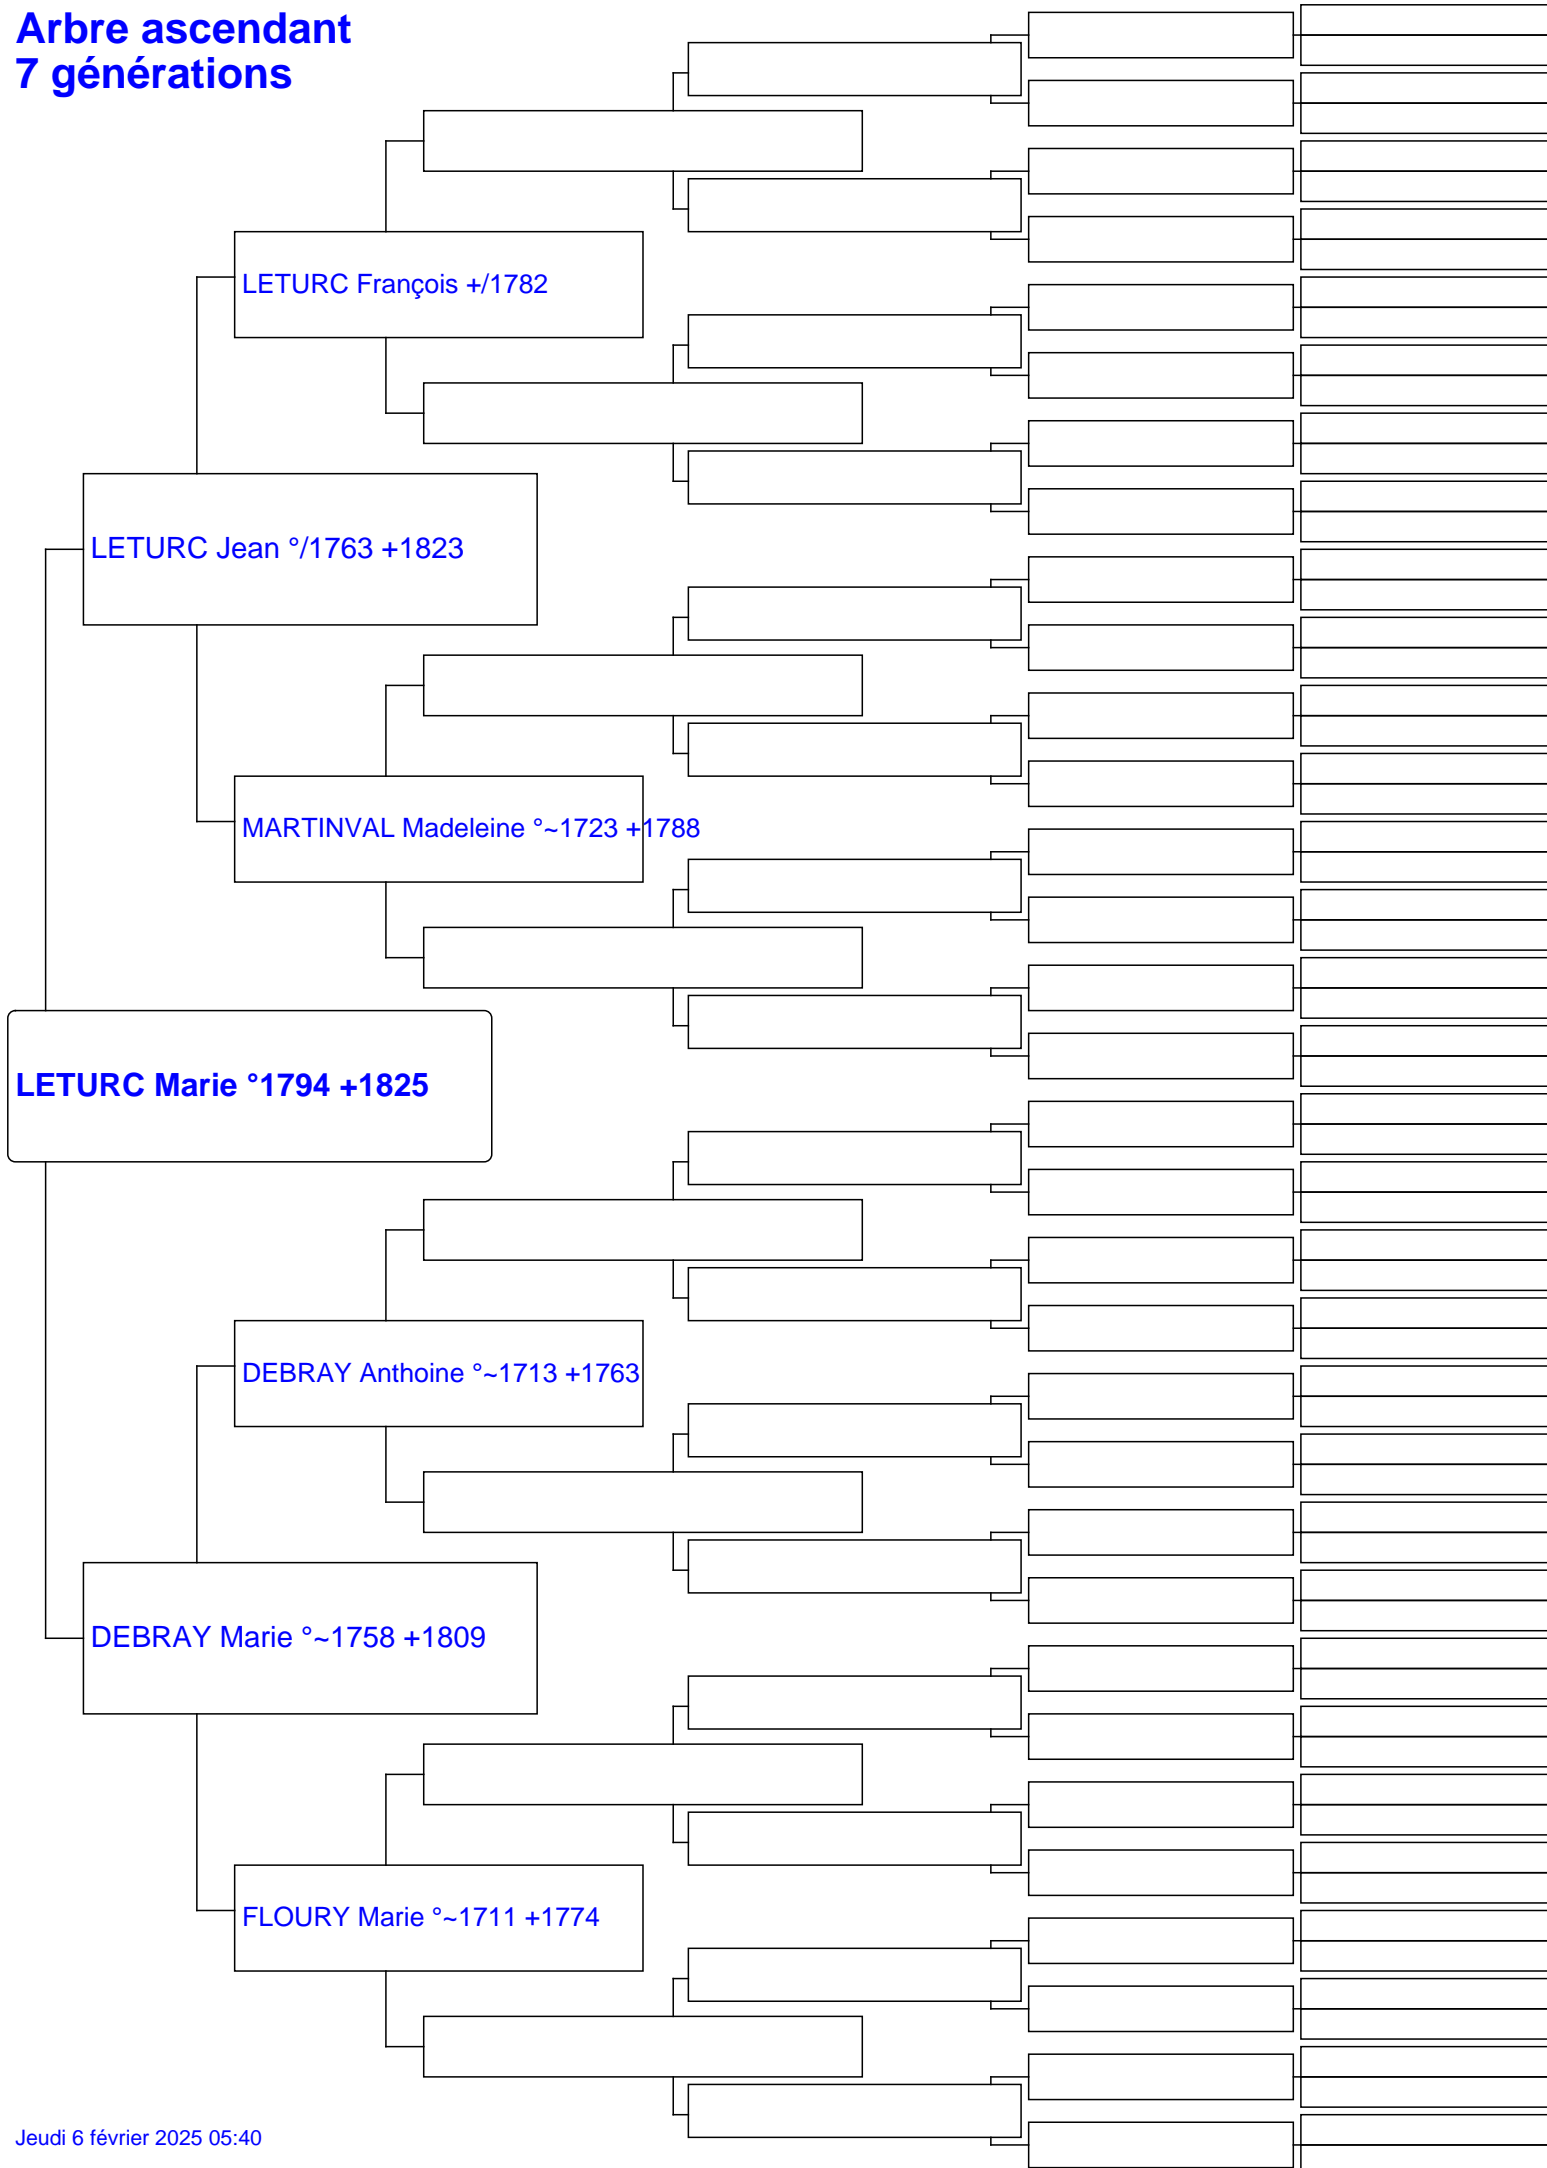 Arbre ascendant
7 générations
LETURC François +/1782
LETURC Jean °/1763 +1823
MARTINVAL Madeleine °~1723 +1788
LETURC Marie °1794 +1825
DEBRAY Anthoine °~1713 +1763
DEBRAY Marie °~1758 +1809
FLOURY Marie °~1711 +1774
Jeudi 6 février 2025 05:40